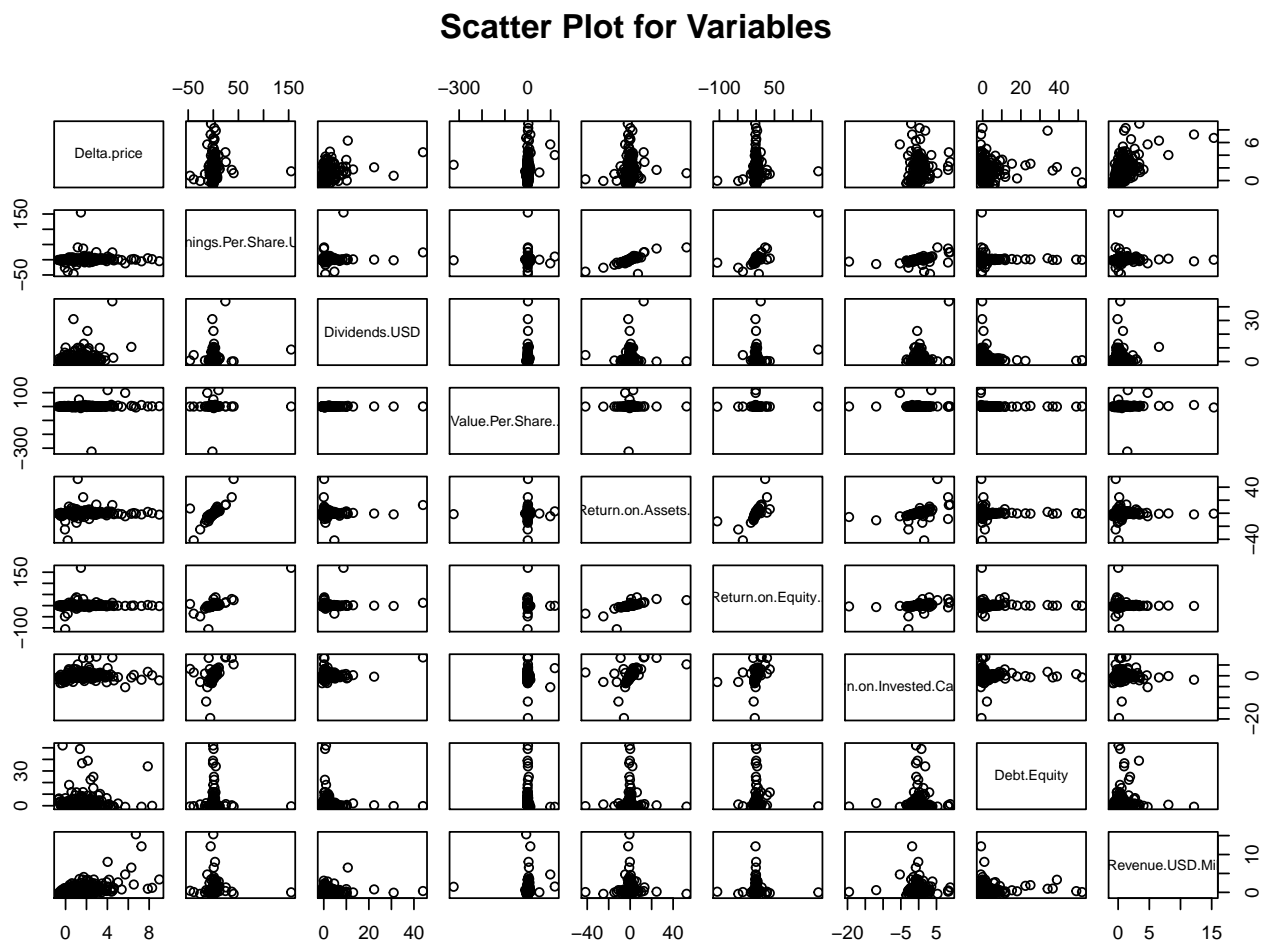 Scatter Plot for Variables
−50 50 150 −300 0 −100 50 0 20 40
Delta.price 0 6
−50 150 nings.Per.Share.U
Dividends.USD 0 30
−300 100 Value.Per.Share..
Return.on.Assets. −40 40
−100 150 Return.on.Equity.
n.on.Invested.Ca −20 0
0 30 Debt.Equity
Revenue.USD.Mi 0 10
0 4 8 0 20 40 −40 0 40 −20 −5 5 0 5 15